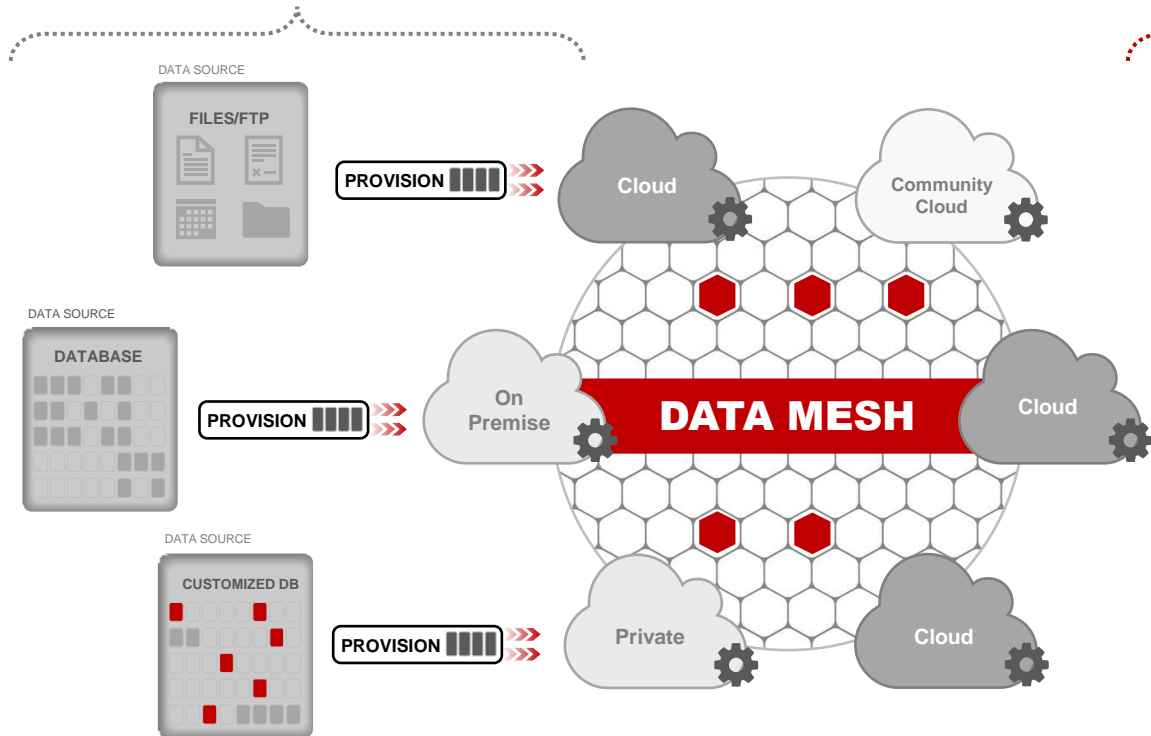 DATA SOURCE
FILES/FTP
PROVISION
Cloud
Community
Cloud
DATA SOURCE
DATABASE
PROVISION
On
Premise
DATA MESH
Cloud
DATA SOURCE
CUSTOMIZED DB
PROVISION
Private
Cloud